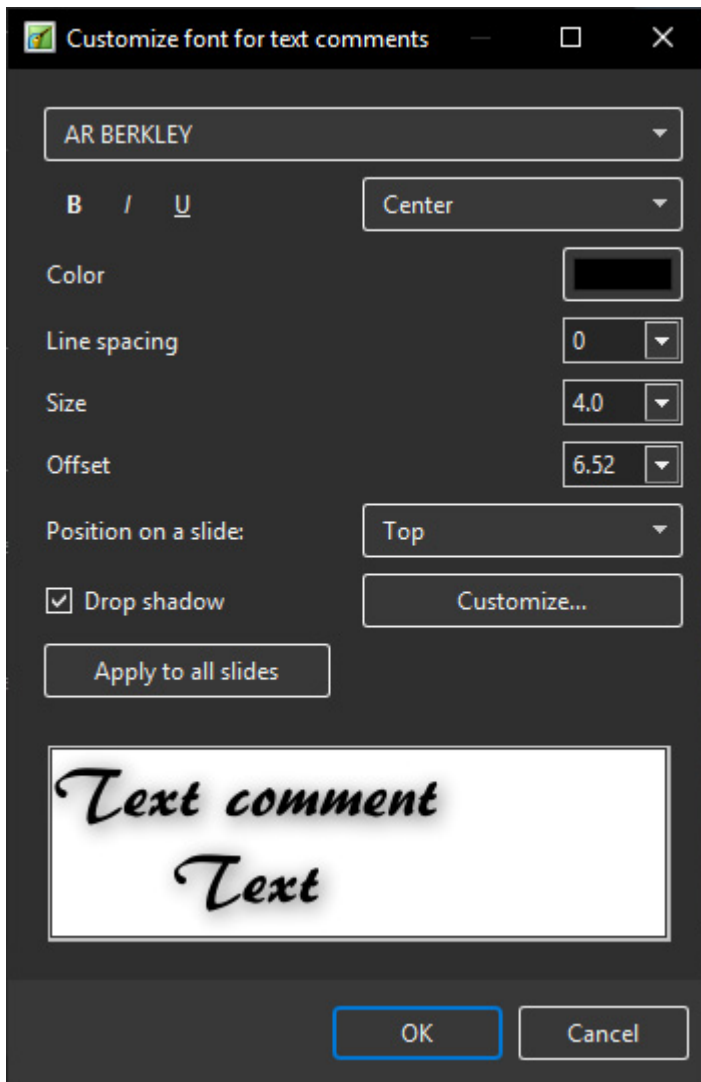 Customize font for text comments
AR BERKLEY
B I U Center
Color
Line spacing 0
Size 4.0
Offset 6.52
Position on a slide: Top
Drop shadow Customize...
Apply to all slides
Text comment
Text
OK Cancel